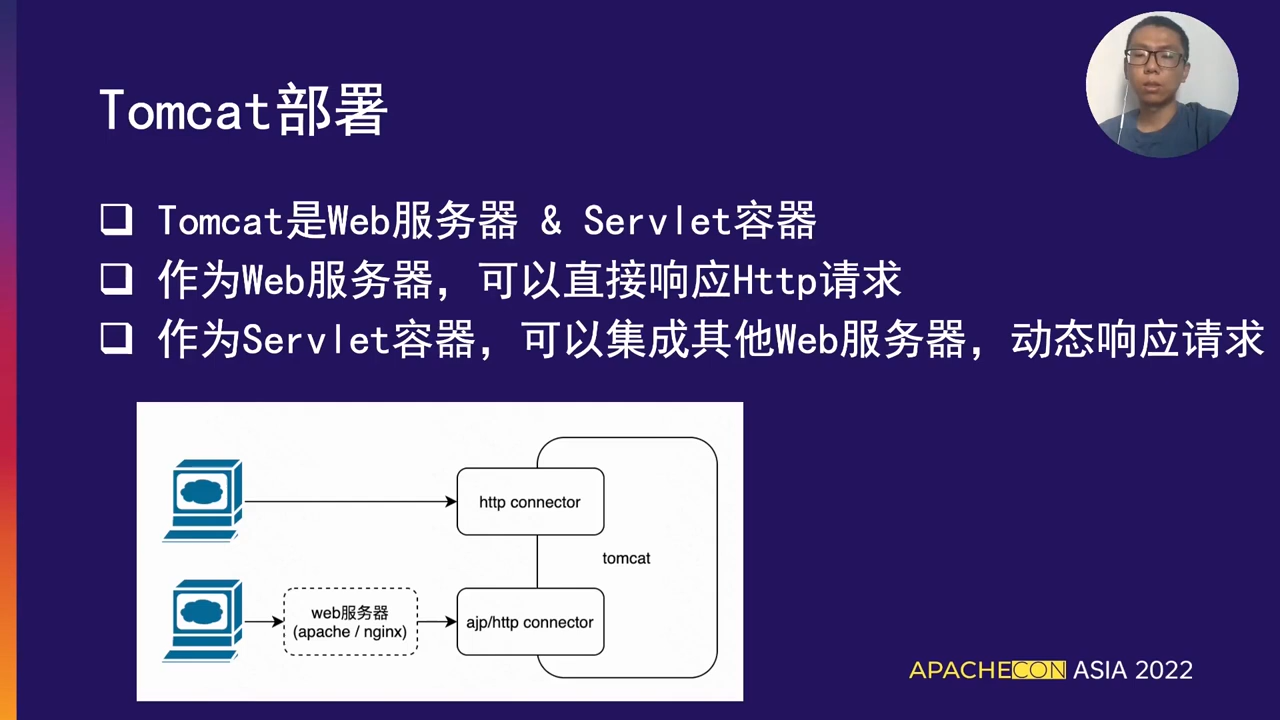 Tomcat部署
Tomcat是Web服务器 & Servlet容器
作为Web服务器，可以直接响应Http请求
作为Servlet容器，可以集成其他Web服务器，动态响应请求
http connector
tomcat
web服务器
(apache / nginx)
ajp/http connector
APACHECON ASIA 2022